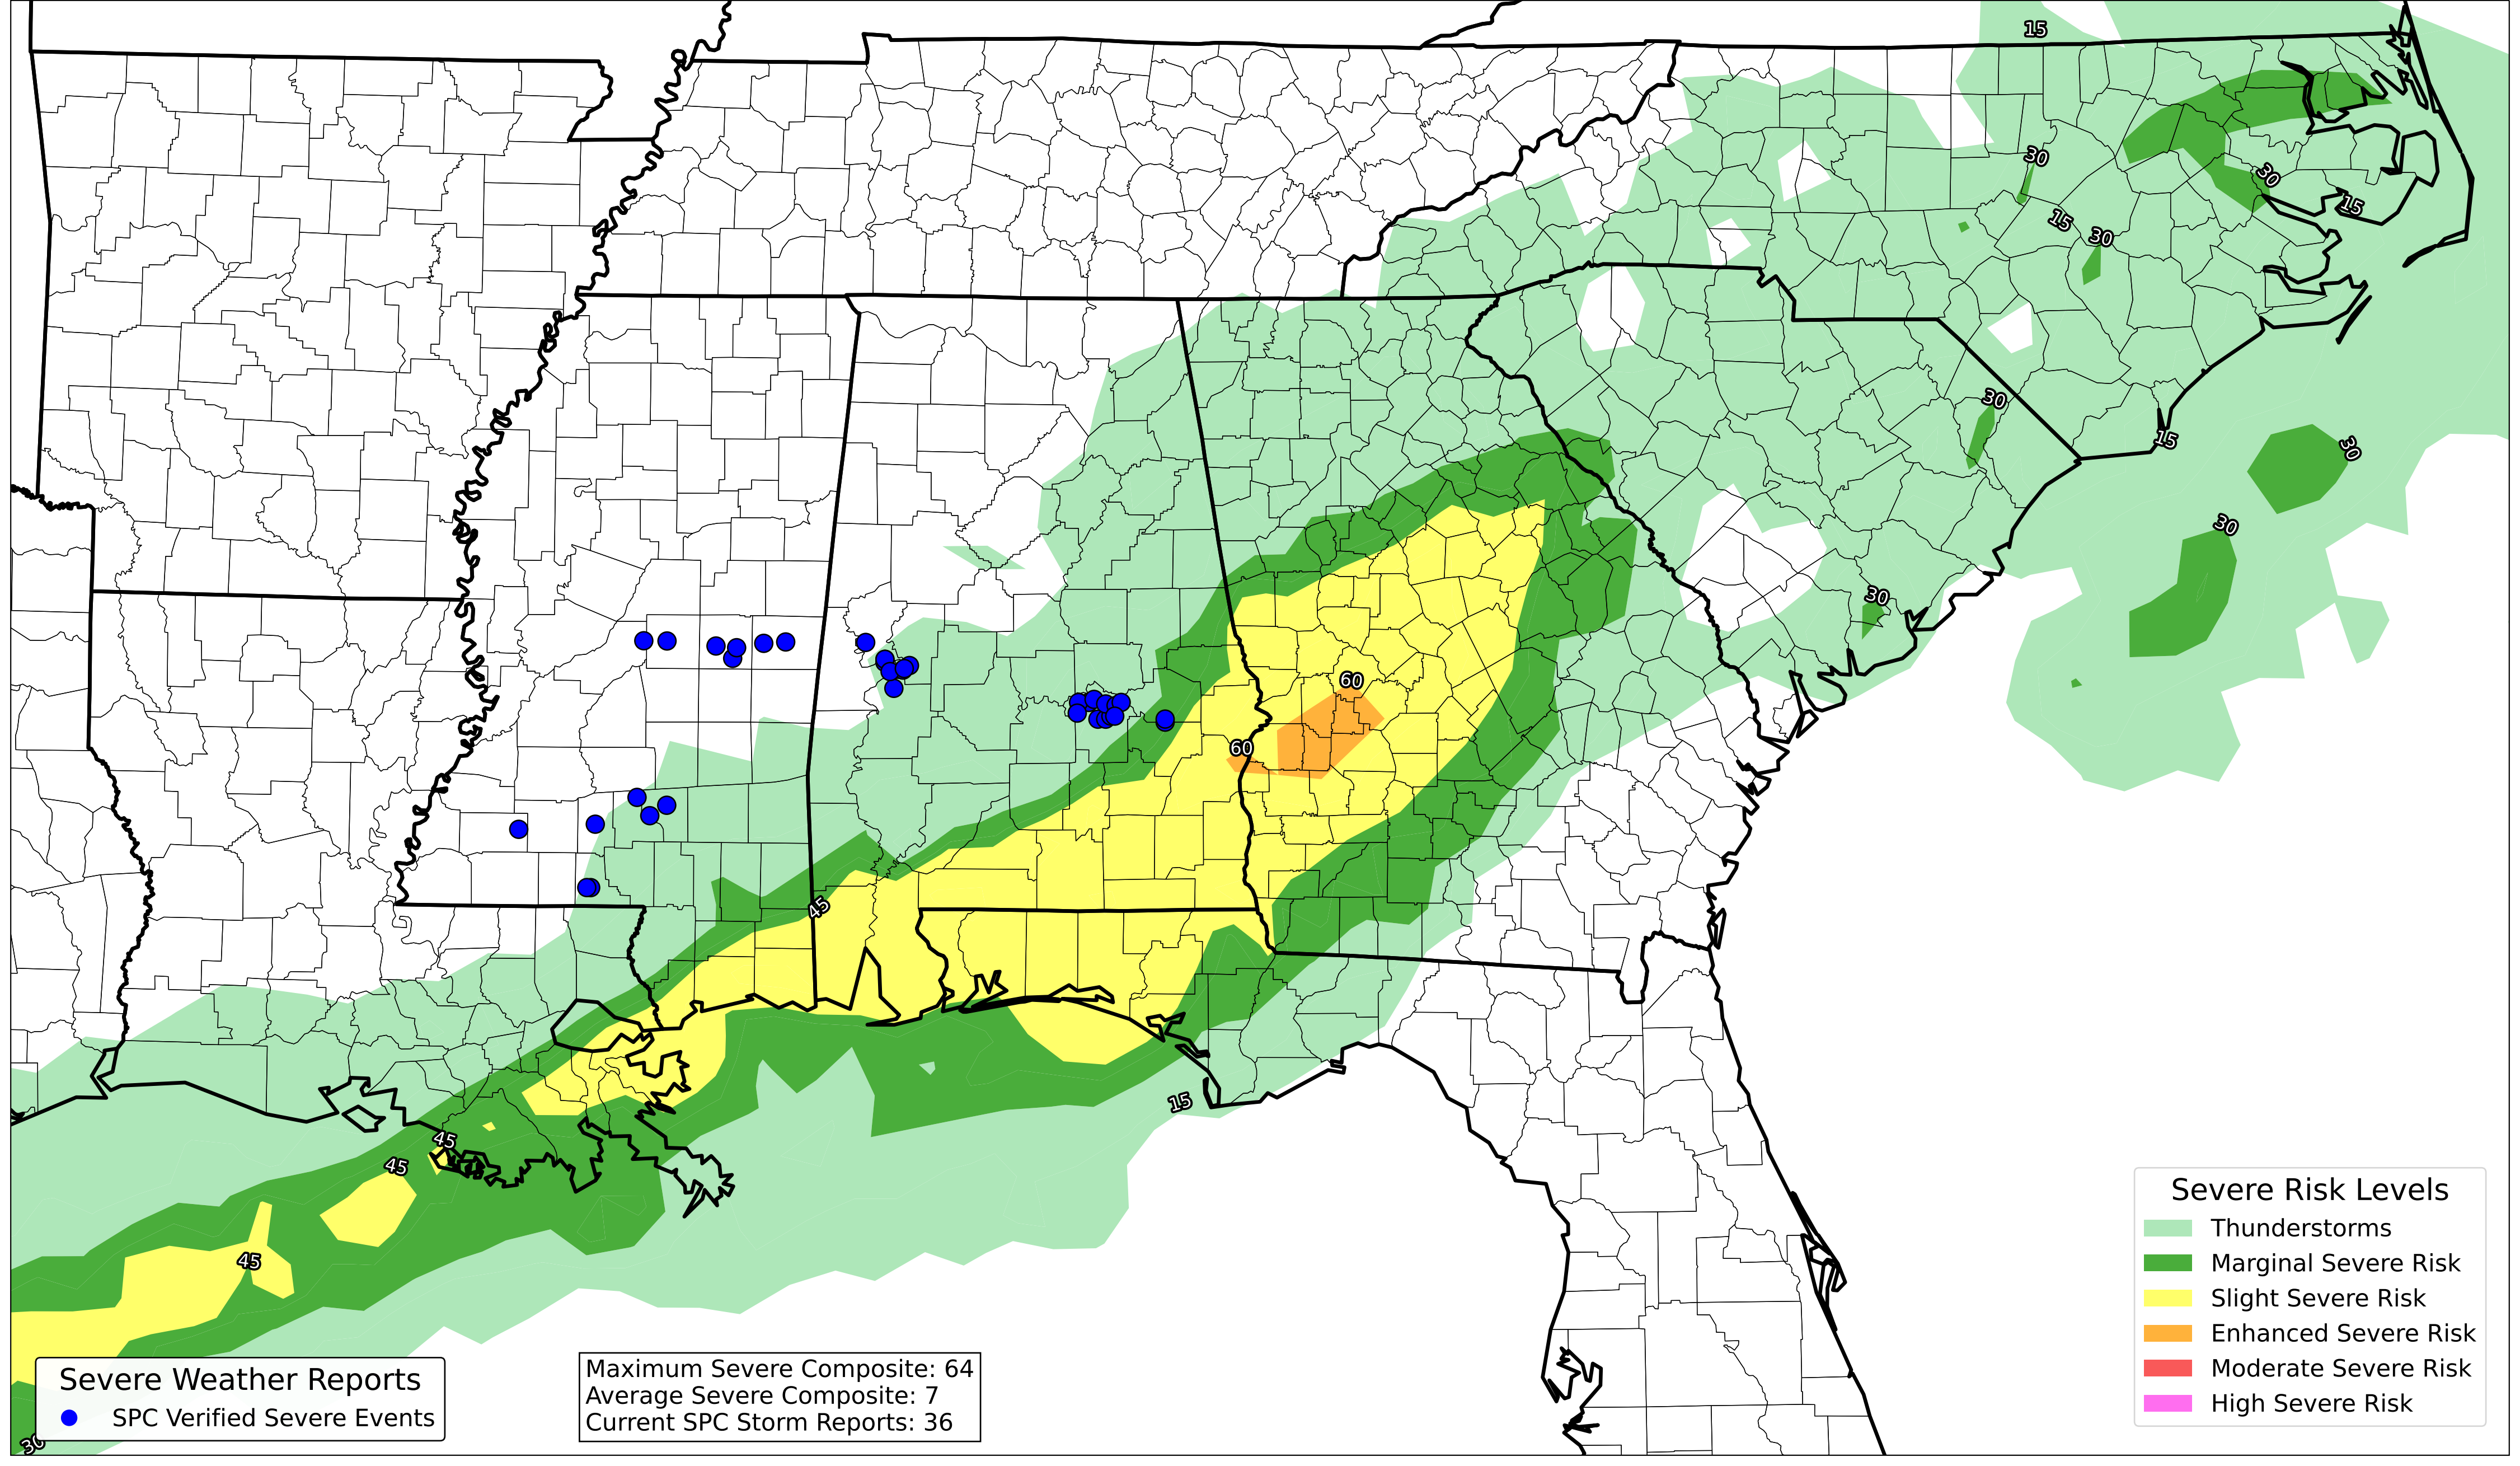 15
30
30
15
15
30
30
15
30
30
30
60
60
45
15
45
45
45
30
Severe Risk Levels
Thunderstorms
Marginal Severe Risk
Slight Severe Risk
Enhanced Severe Risk
Moderate Severe Risk
High Severe Risk
Severe Weather Reports
SPC Verified Severe Events
Maximum Severe Composite: 64
Average Severe Composite: 7
Current SPC Storm Reports: 36